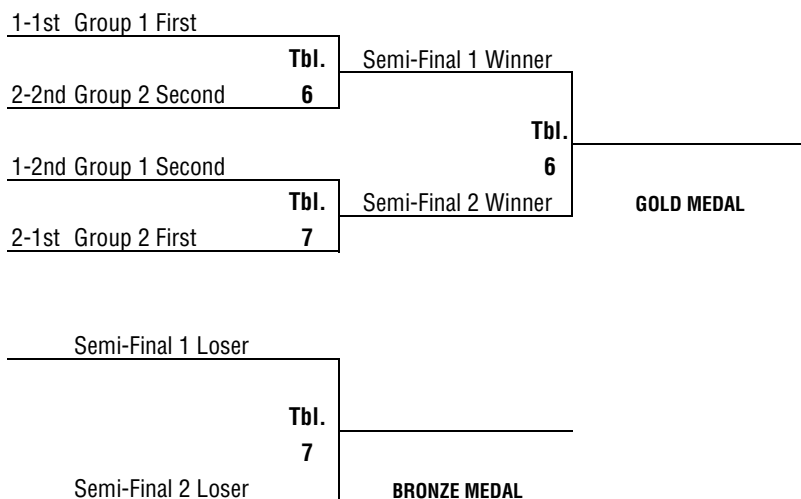 1-1st Group 1 First
Tbl. Semi-Final 1 Winner
2-2nd Group 2 Second 6
Tbl.
1-2nd Group 1 Second 6
Tbl. Semi-Final 2 Winner GOLD MEDAL
2-1st Group 2 First 7
Semi-Final 1 Loser
Tbl.
7
Semi-Final 2 Loser BRONZE MEDAL